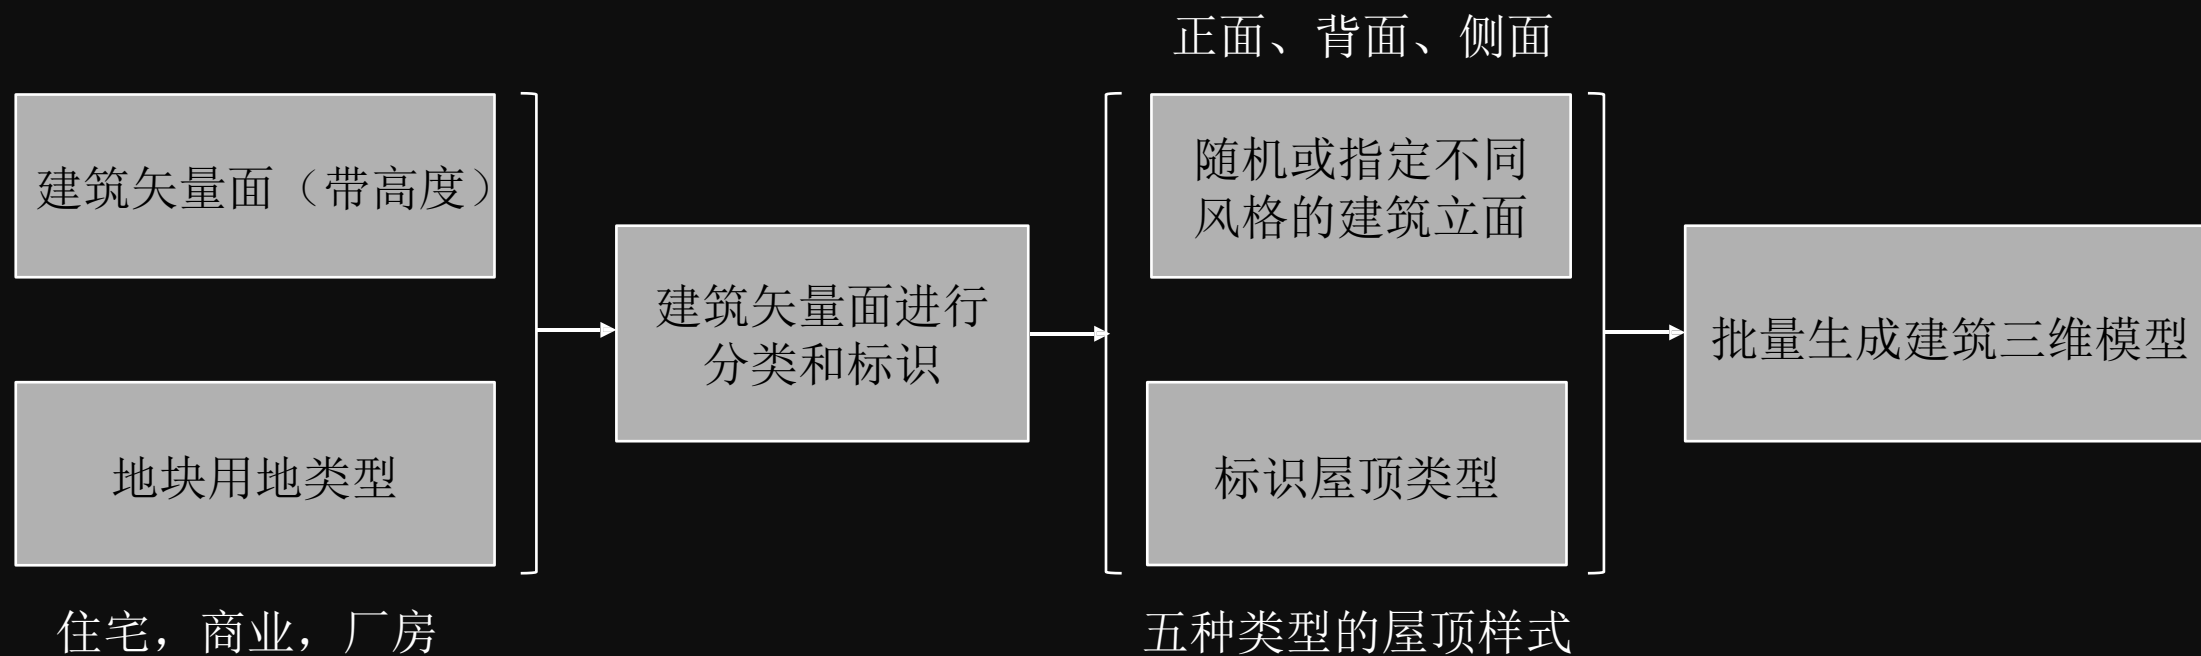 正面、背面、侧面
建筑矢量面（带高度）
随机或指定不同
风格的建筑立面
建筑矢量面进行
分类和标识
批量生成建筑三维模型
地块用地类型
标识屋顶类型
住宅，商业，厂房
五种类型的屋顶样式